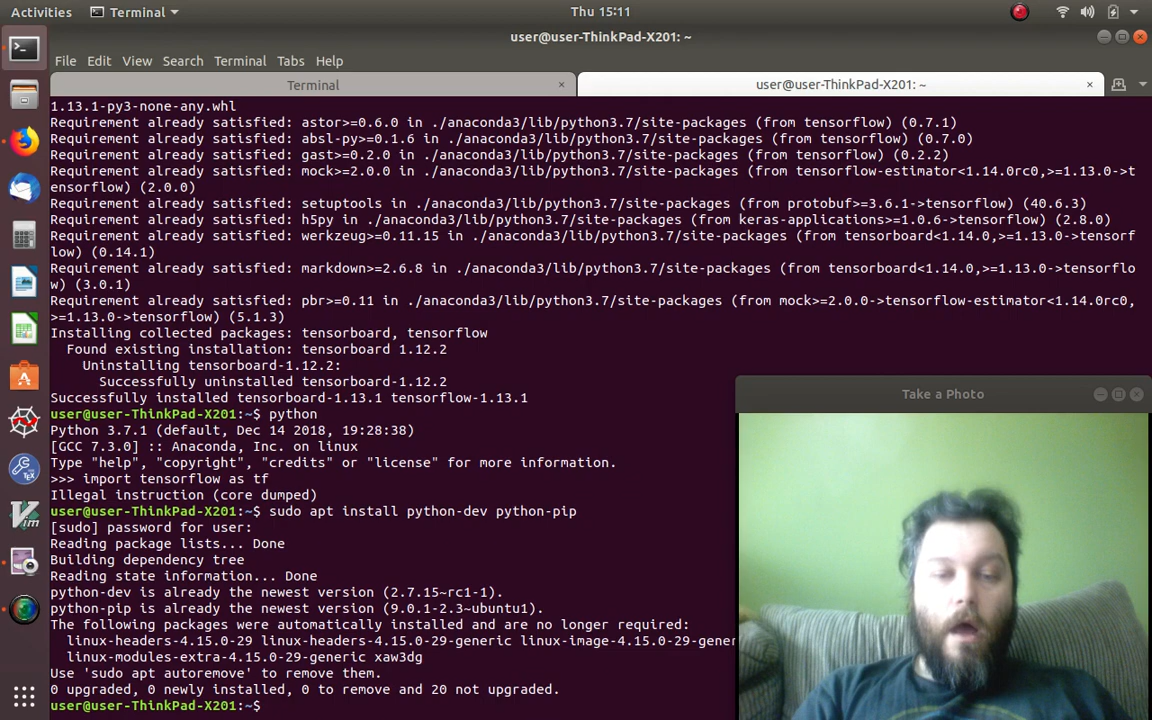 Activities
Terminal
Thu 15:11
user@user-ThinkPad-X201: ~
File Edit View Search Terminal Tabs Help
Terminal
user@user-ThinkPad-X201: ~
1.13.1-py3-none-any.whl
Requirement already satisfied: astor>=0.6.0 in ./anaconda3/lib/python3.7/site-packages (from tensorflow) (0.7.1)
Requirement already satisfied: absl-py>=0.1.6 in ./anaconda3/lib/python3.7/site-packages (from tensorflow) (0.7.0)
Requirement already satisfied: gast>=0.2.0 in ./anaconda3/lib/python3.7/site-packages (from tensorflow) (0.2.2)
Requirement already satisfied: mock>=2.0.0 in ./anaconda3/lib/python3.7/site-packages (from tensorflow-estimator<1.14.0rc0,>=1.13.0->t
ensorflow) (2.0.0)
Requirement already satisfied: setuptools in ./anaconda3/lib/python3.7/site-packages (from protobuf>=3.6.1->tensorflow) (40.6.3)
Requirement already satisfied: h5py in ./anaconda3/lib/python3.7/site-packages (from keras-applications>=1.0.6->tensorflow) (2.8.0)
Requirement already satisfied: werkzeug>=0.11.15 in ./anaconda3/lib/python3.7/site-packages (from tensorboard<1.14.0,>=1.13.0->tensorf
low) (0.14.1)
Requirement already satisfied: markdown>=2.6.8 in ./anaconda3/lib/python3.7/site-packages (from tensorboard<1.14.0,>=1.13.0->tensorflo
w) (3.0.1)
Requirement already satisfied: pbr>=0.11 in ./anaconda3/lib/python3.7/site-packages (from mock>=2.0.0->tensorflow-estimator<1.14.0rc0,
>=1.13.0->tensorflow) (5.1.3)
Installing collected packages: tensorboard, tensorflow
Found existing installation: tensorboard 1.12.2
Uninstalling tensorboard-1.12.2:
Successfully uninstalled tensorboard-1.12.2
Successfully installed tensorboard-1.13.1 tensorflow-1.13.1
user@user-ThinkPad-X201:~$ python
Python 3.7.1 (default, Dec 14 2018, 19:28:38)
[GCC 7.3.0] :: Anaconda, Inc. on linux
Type "help", "copyright", "credits" or "license" for more information.
>>> import tensorflow as tf
Illegal instruction (core dumped)
user@user-ThinkPad-X201:~$ sudo apt install python-dev python-pip
[sudo] password for user:
Reading package lists... Done
Building dependency tree
Reading state information... Done
python-dev is already the newest version (2.7.15~rc1-1).
python-pip is already the newest version (9.0.1-2.3~ubuntu1).
The following packages were automatically installed and are no longer required:
linux-headers-4.15.0-29 linux-headers-4.15.0-29-generic linux-image-4.15.0-29-gener
linux-modules-extra-4.15.0-29-generic xaw3dg
Use 'sudo apt autoremove' to remove them.
0 upgraded, 0 newly installed, 0 to remove and 20 not upgraded.
user@user-ThinkPad-X201:~$
Take a Photo
TEX
Vim